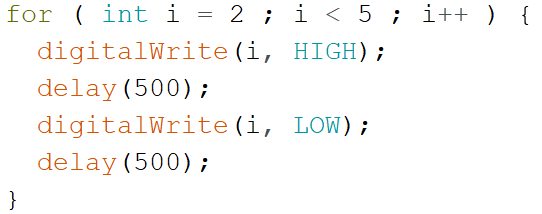 for ( int i = 2 ; i < 5 ; i++ ) {
  digitalWrite(i, HIGH);
  delay(500);
  digitalWrite(i, LOW);
  delay(500);
}